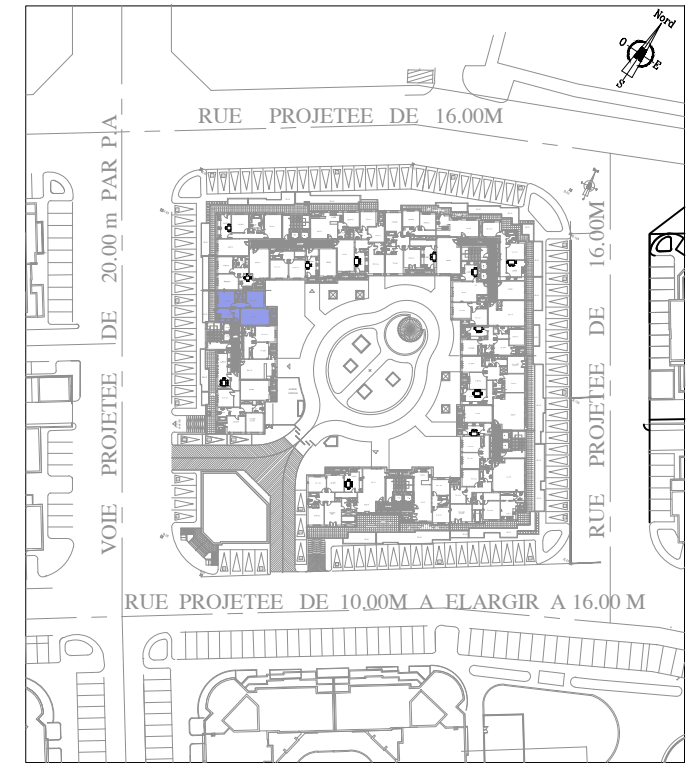 Nord
O
E
S
RUE PROJETEE DE 16.00M
VOIE PROJETEE DE 20.00 m PAR P.A
RUE PROJETEE DE 16.00M
RUE PROJETEE DE 10.00M A ELARGIR A 16.00 M